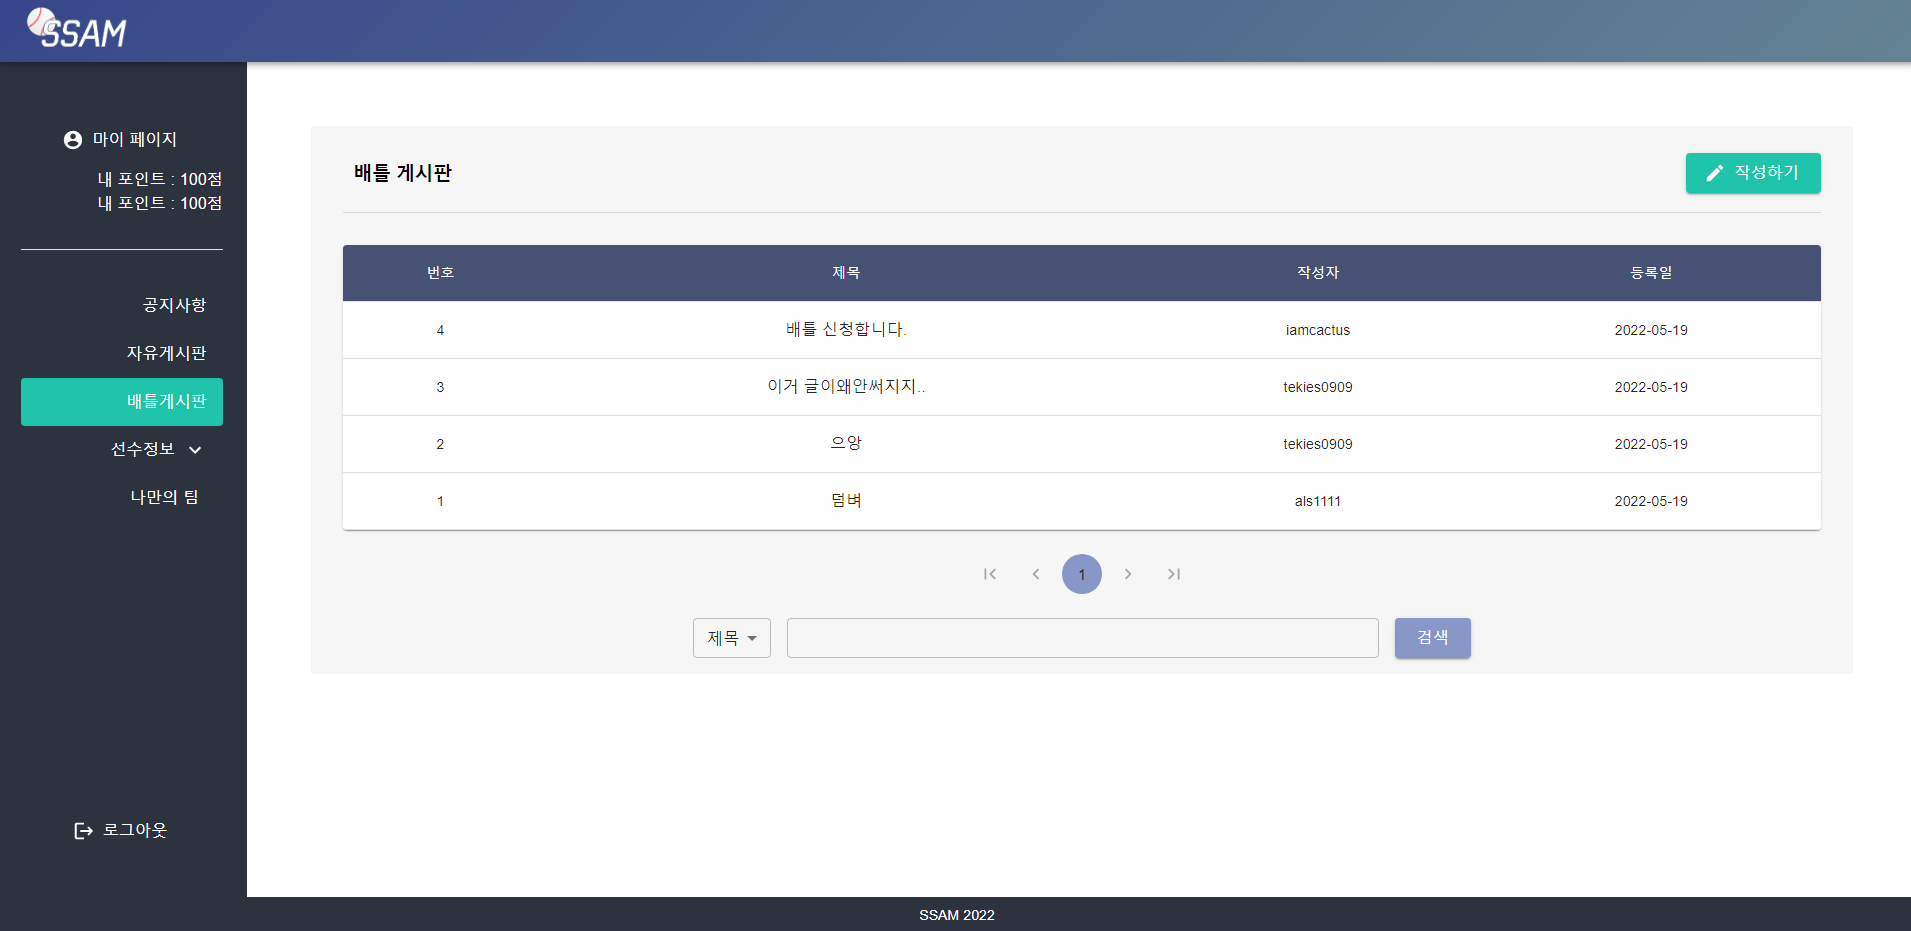 SSAM
마이 페이지
내 포인트 : 100점
내 포인트 : 100점
공지사항
자유게시판
배틀게시판
선수정보
나만의 팀
로그아웃
배틀 게시판
작성하기
번호 제목 작성자 등록일
4 배틀 신청합니다. iamcactus 2022-05-19
3 이거 글이왜안써지지.. tekies0909 2022-05-19
2 으앙 tekies0909 2022-05-19
1 덤벼 als1111 2022-05-19
1
제목 검색
SSAM 2022